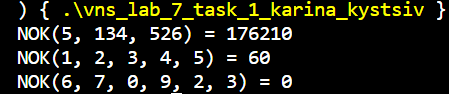 ) { .\vns_lab_7_task_1_karina_kystsiv }
NOK(5, 134, 526) = 176210
NOK(1, 2, 3, 4, 5) = 60
NOK(6, 7, 0, 9, 2, 3) = 0